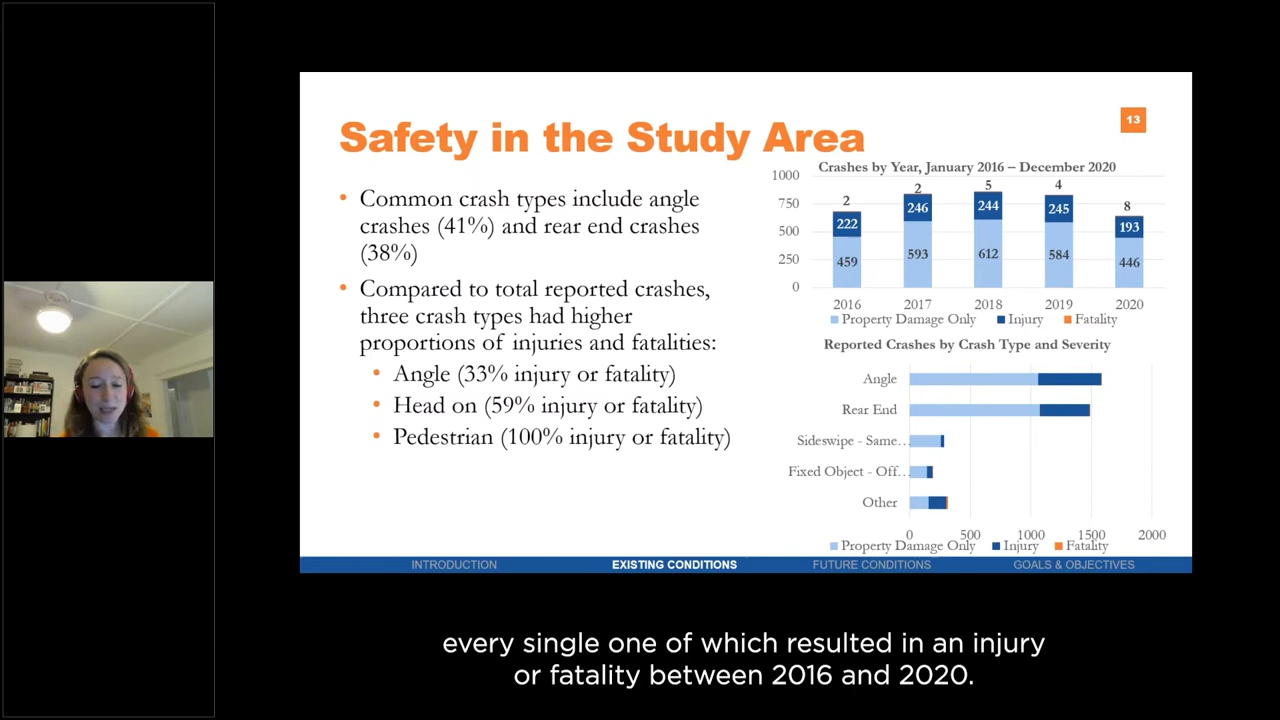 Safety in the Study Area
13
• Common crash types include angle
crashes (41%) and rear end crashes
(38%)
• Compared to total reported crashes,
three crash types had higher
proportions of injuries and fatalities:
• Angle (33% injury or fatality)
• Head on (59% injury or fatality)
• Pedestrian (100% injury or fatality)
Crashes by Year, January 2016 – December 2020
1000
750
500
250
0
2
222
459
2
246
593
5
244
612
4
245
584
8
193
446
2016 2017 2018 2019 2020
Property Damage Only Injury Fatality
Reported Crashes by Crash Type and Severity
Angle
Rear End
Sideswipe - Same...
Fixed Object - Off...
Other
0 500 1000 1500 2000
Property Damage Only Injury Fatality
INTRODUCTION EXISTING CONDITIONS FUTURE CONDITIONS GOALS & OBJECTIVES
every single one of which resulted in an injury
or fatality between 2016 and 2020.